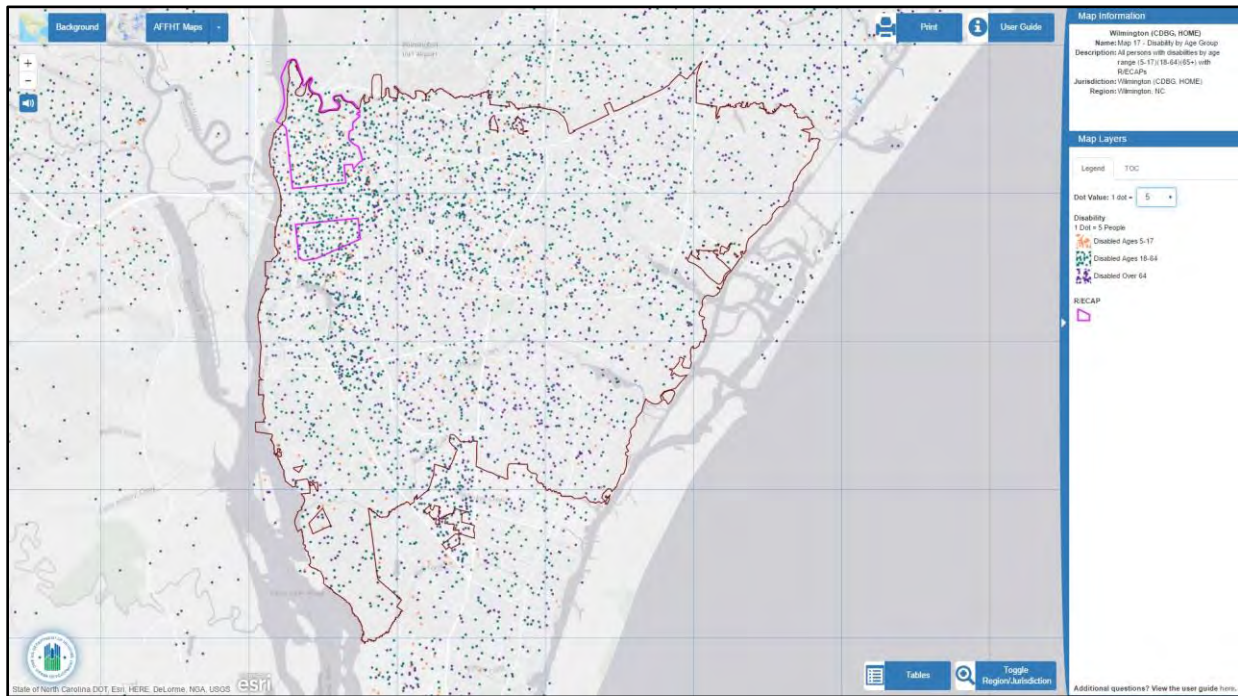 Background
AFFHT Maps
Print
User Guide
+
−
Wilmington
Map Information
Wilmington (CDBG, HOME)
Name: Map 17 - Disability by Age Group
Description: All persons with disabilities by age
range (5-17)(18-64)(65+) with
R/ECAPs
Jurisdiction: Wilmington (CDBG, HOME)
Region: Wilmington, NC
Map Layers
Legend
TOC
Dot Value: 1 dot =
5
Disability
1 Dot = 5 People
Disabled Ages 5-17
Disabled Ages 18-64
Disabled Over 64
R/ECAP
Tables
Toggle
Region/Jurisdiction
State of North Carolina DOT, Esri, HERE, DeLorme, NGA, USGS
esri
Additional questions? View the user guide here.